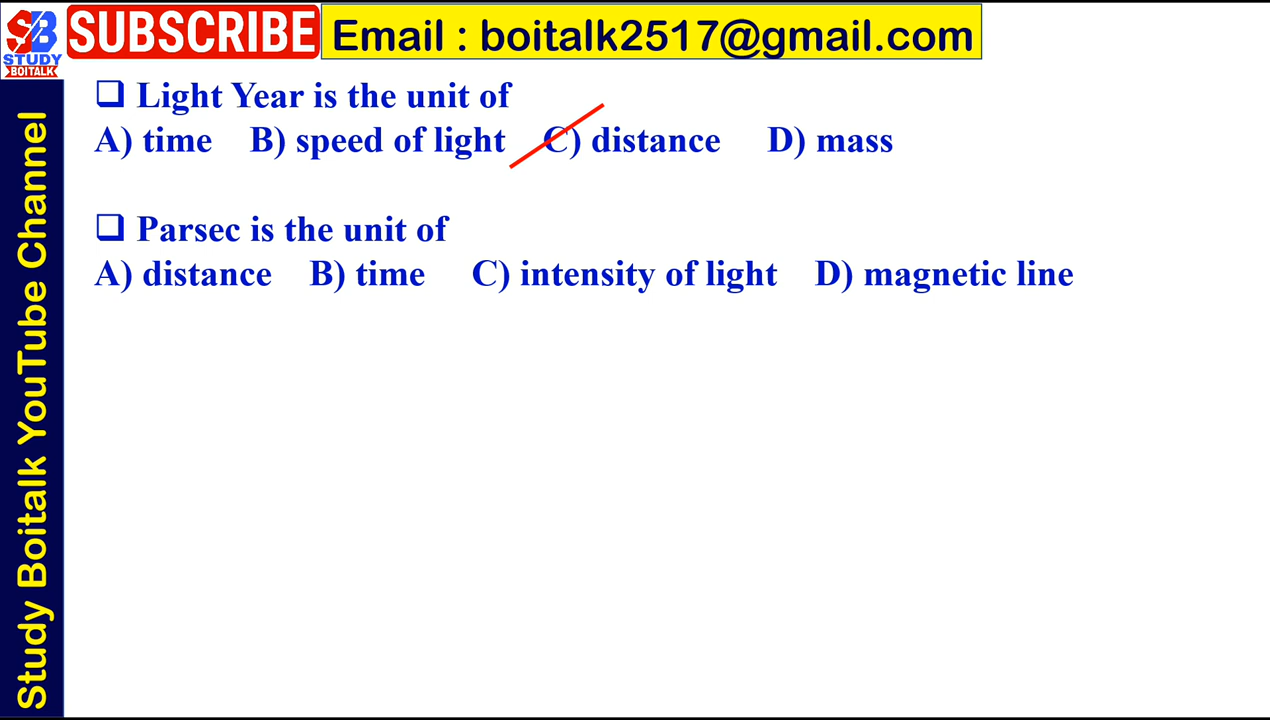 SB
STUDY
BOITALK
SUBSCRIBE
Email : boitalk2517@gmail.com
Study Boitalk YouTube Channel
❑ Light Year is the unit of
A) time B) speed of light C) distance D) mass
❑ Parsec is the unit of
A) distance B) time C) intensity of light D) magnetic line